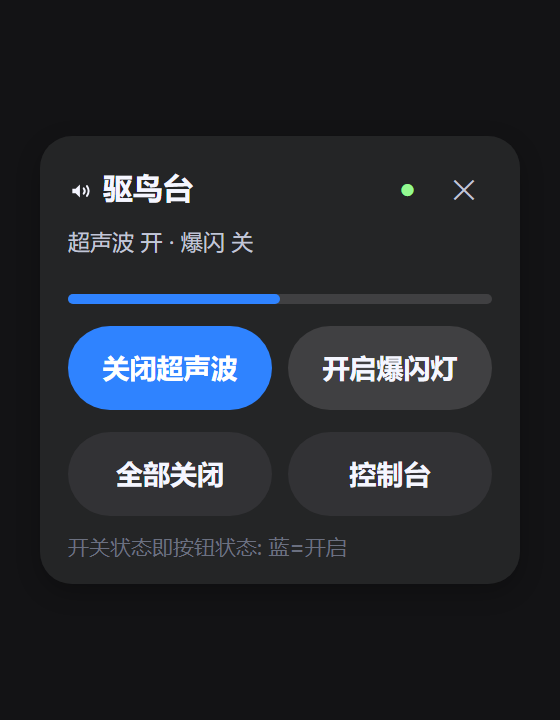 驱鸟台
超声波 开 · 爆闪 关
关闭超声波
开启爆闪灯
全部关闭
控制台
开关状态即按钮状态: 蓝=开启